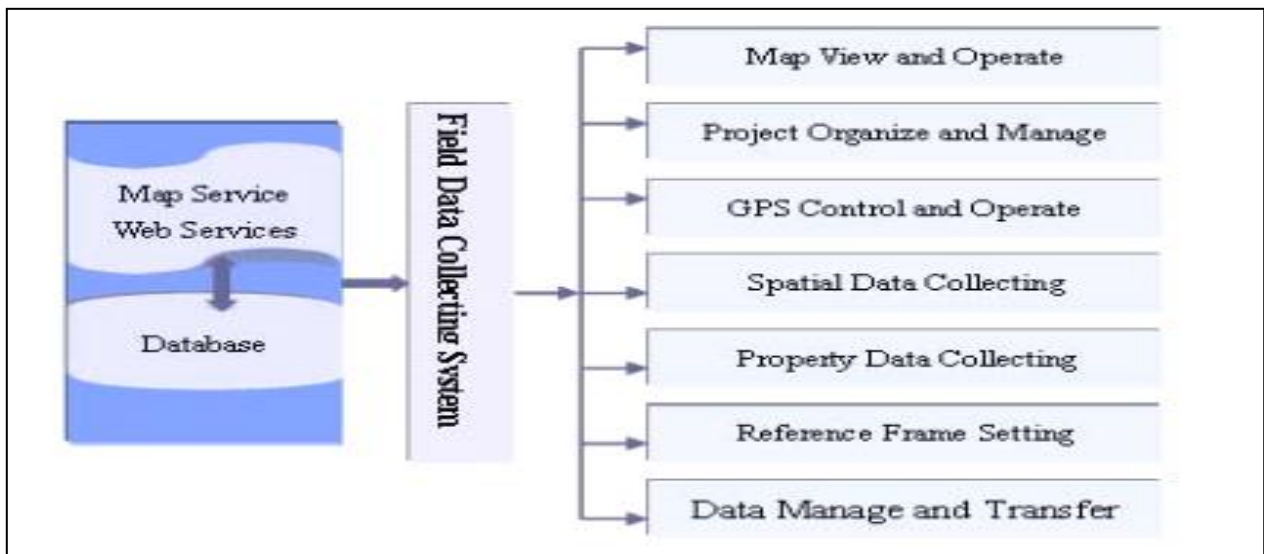 Map Service
Web Services
Database
Field Data Collecting System
Map View and Operate
Project Organize and Manage
GPS Control and Operate
Spatial Data Collecting
Property Data Collecting
Reference Frame Setting
Data Manage and Transfer